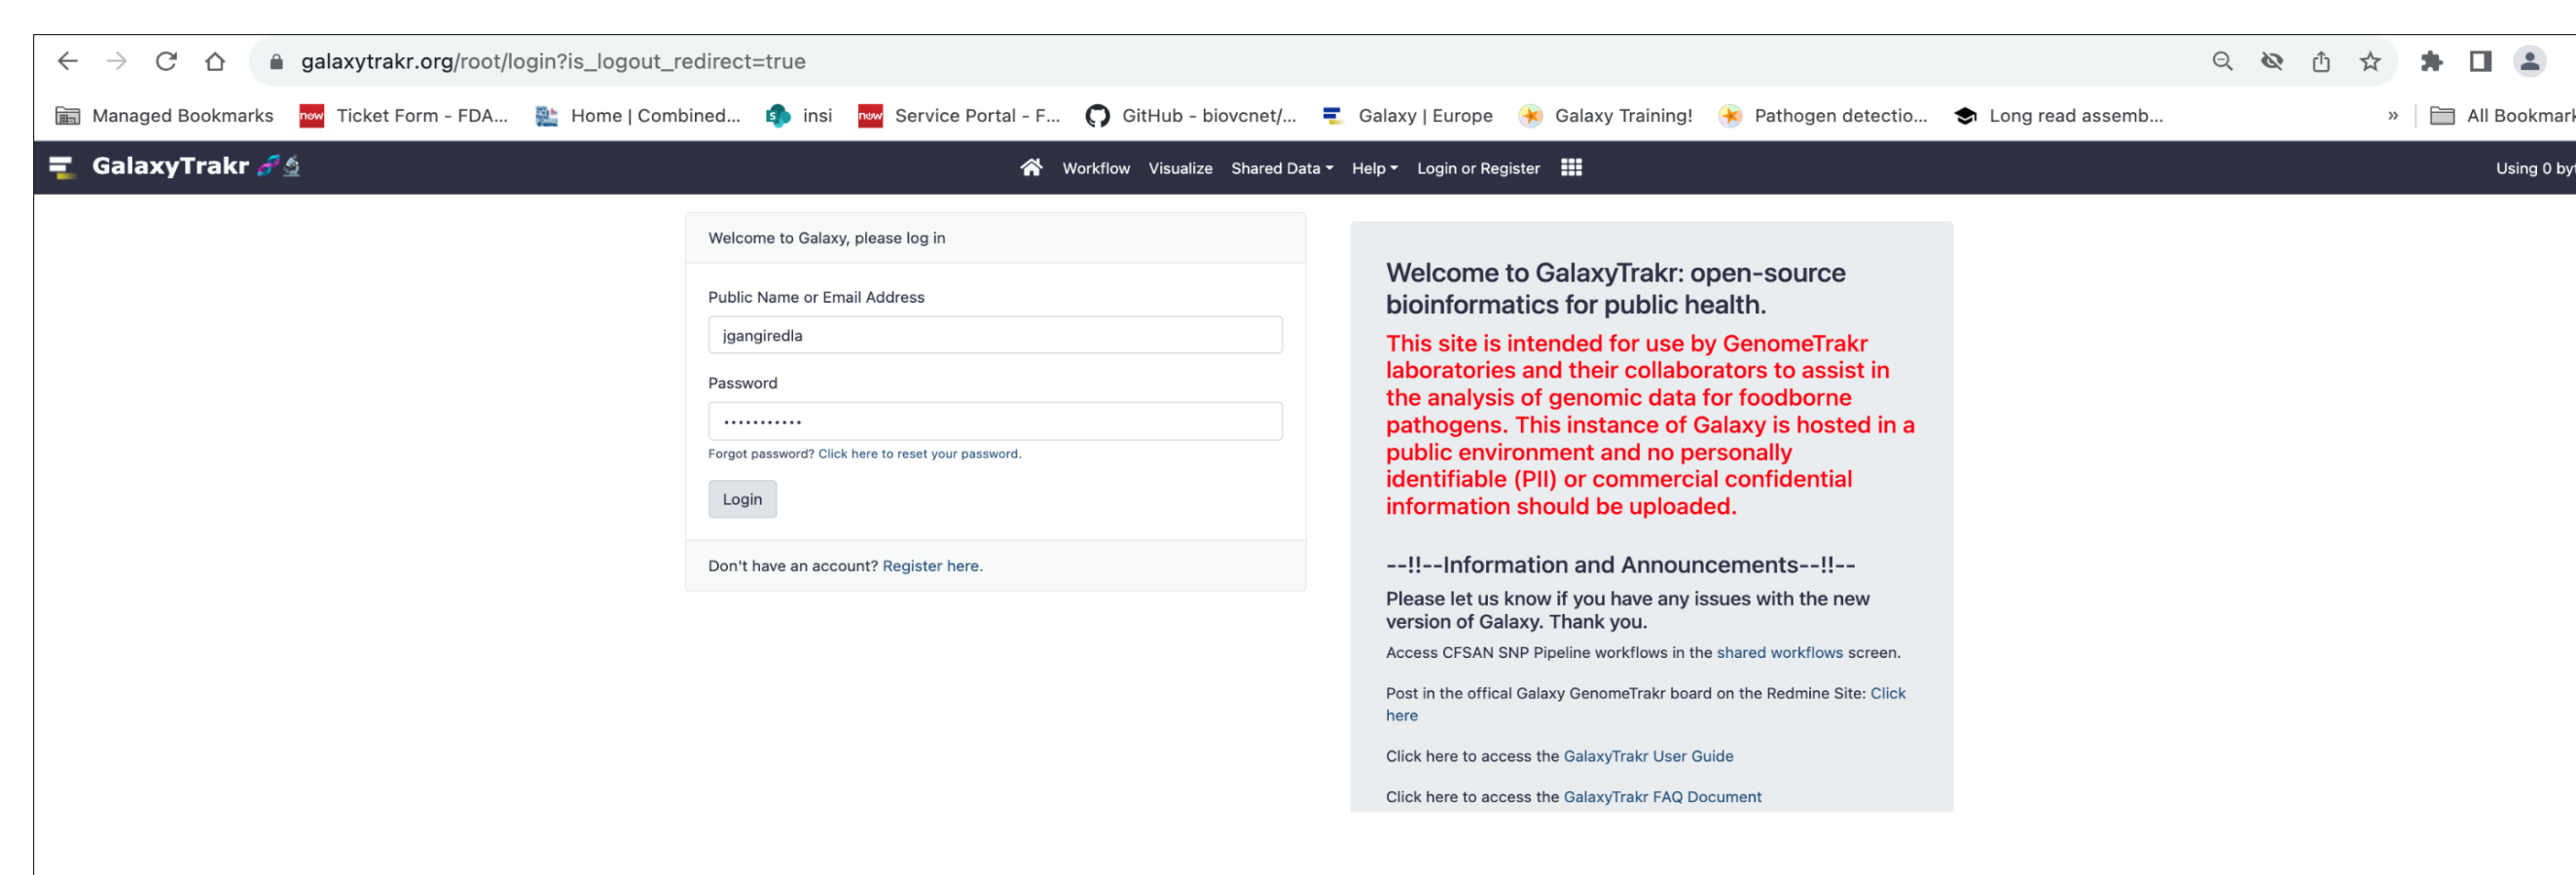 galaxytrakr.org/root/login?is_logout_redirect=true
Managed Bookmarks now Ticket Form - FDA... Home | Combined... insi now Service Portal - F... GitHub - biovcnet/... Galaxy | Europe Galaxy Training! Pathogen detectio... Long read assemb... » All Bookmark
GalaxyTrakr Workflow Visualize Shared Data Help Login or Register Using 0 byt
Welcome to Galaxy, please log in
Public Name or Email Address
jgangiredla
Password
...........
Forgot password? Click here to reset your password.
Login
Don't have an account? Register here.
Welcome to GalaxyTrakr: open-source
bioinformatics for public health.
This site is intended for use by GenomeTrakr
laboratories and their collaborators to assist in
the analysis of genomic data for foodborne
pathogens. This instance of Galaxy is hosted in a
public environment and no personally
identifiable (PII) or commercial confidential
information should be uploaded.
--!!--Information and Announcements--!!--
Please let us know if you have any issues with the new
version of Galaxy. Thank you.
Access CFSAN SNP Pipeline workflows in the shared workflows screen.
Post in the offical Galaxy GenomeTrakr board on the Redmine Site: Click
here
Click here to access the GalaxyTrakr User Guide
Click here to access the GalaxyTrakr FAQ Document